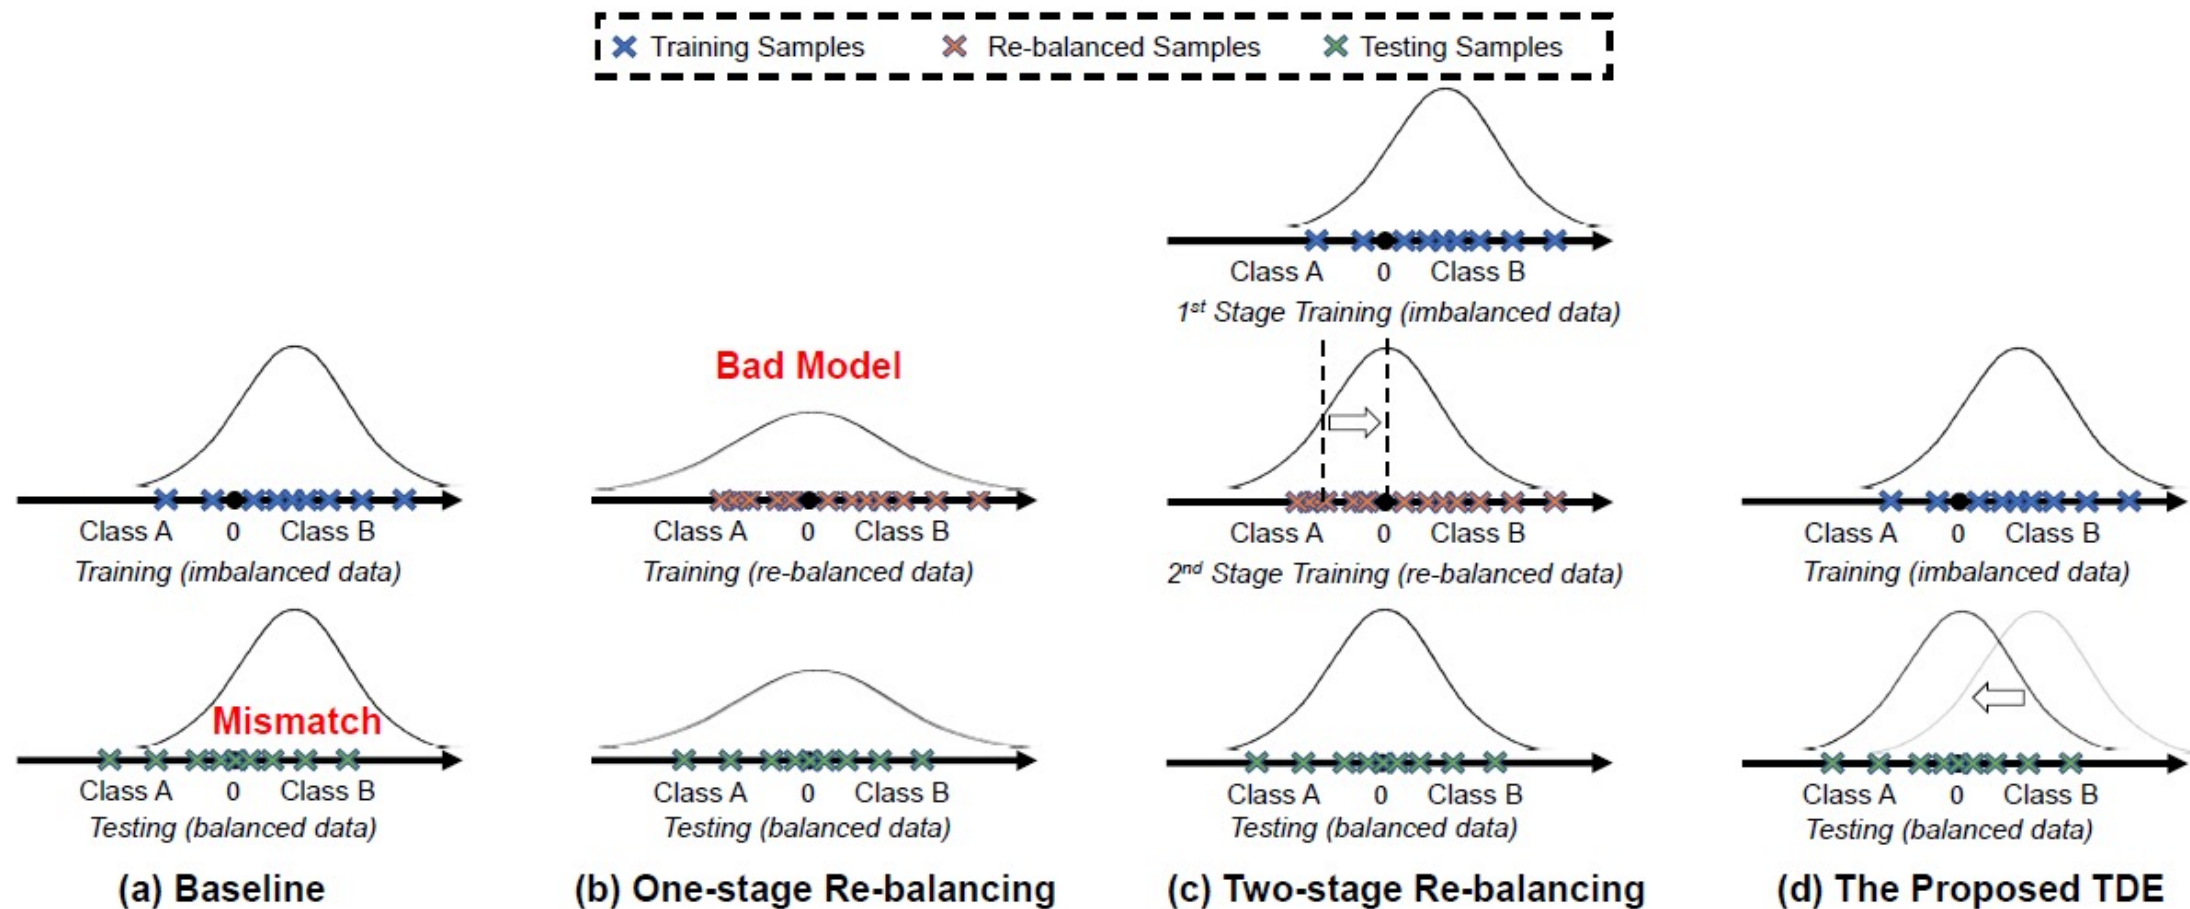 Training Samples Re-balanced Samples Testing Samples
Class A 0 Class B
1st Stage Training (imbalanced data)
Bad Model
Class A 0 Class B
Training (imbalanced data)
Class A 0 Class B
Training (re-balanced data)
Class A 0 Class B
2nd Stage Training (re-balanced data)
Class A 0 Class B
Training (imbalanced data)
Mismatch
Class A 0 Class B
Testing (balanced data)
Class A 0 Class B
Testing (balanced data)
Class A 0 Class B
Testing (balanced data)
Class A 0 Class B
Testing (balanced data)
(a) Baseline
(b) One-stage Re-balancing
(c) Two-stage Re-balancing
(d) The Proposed TDE